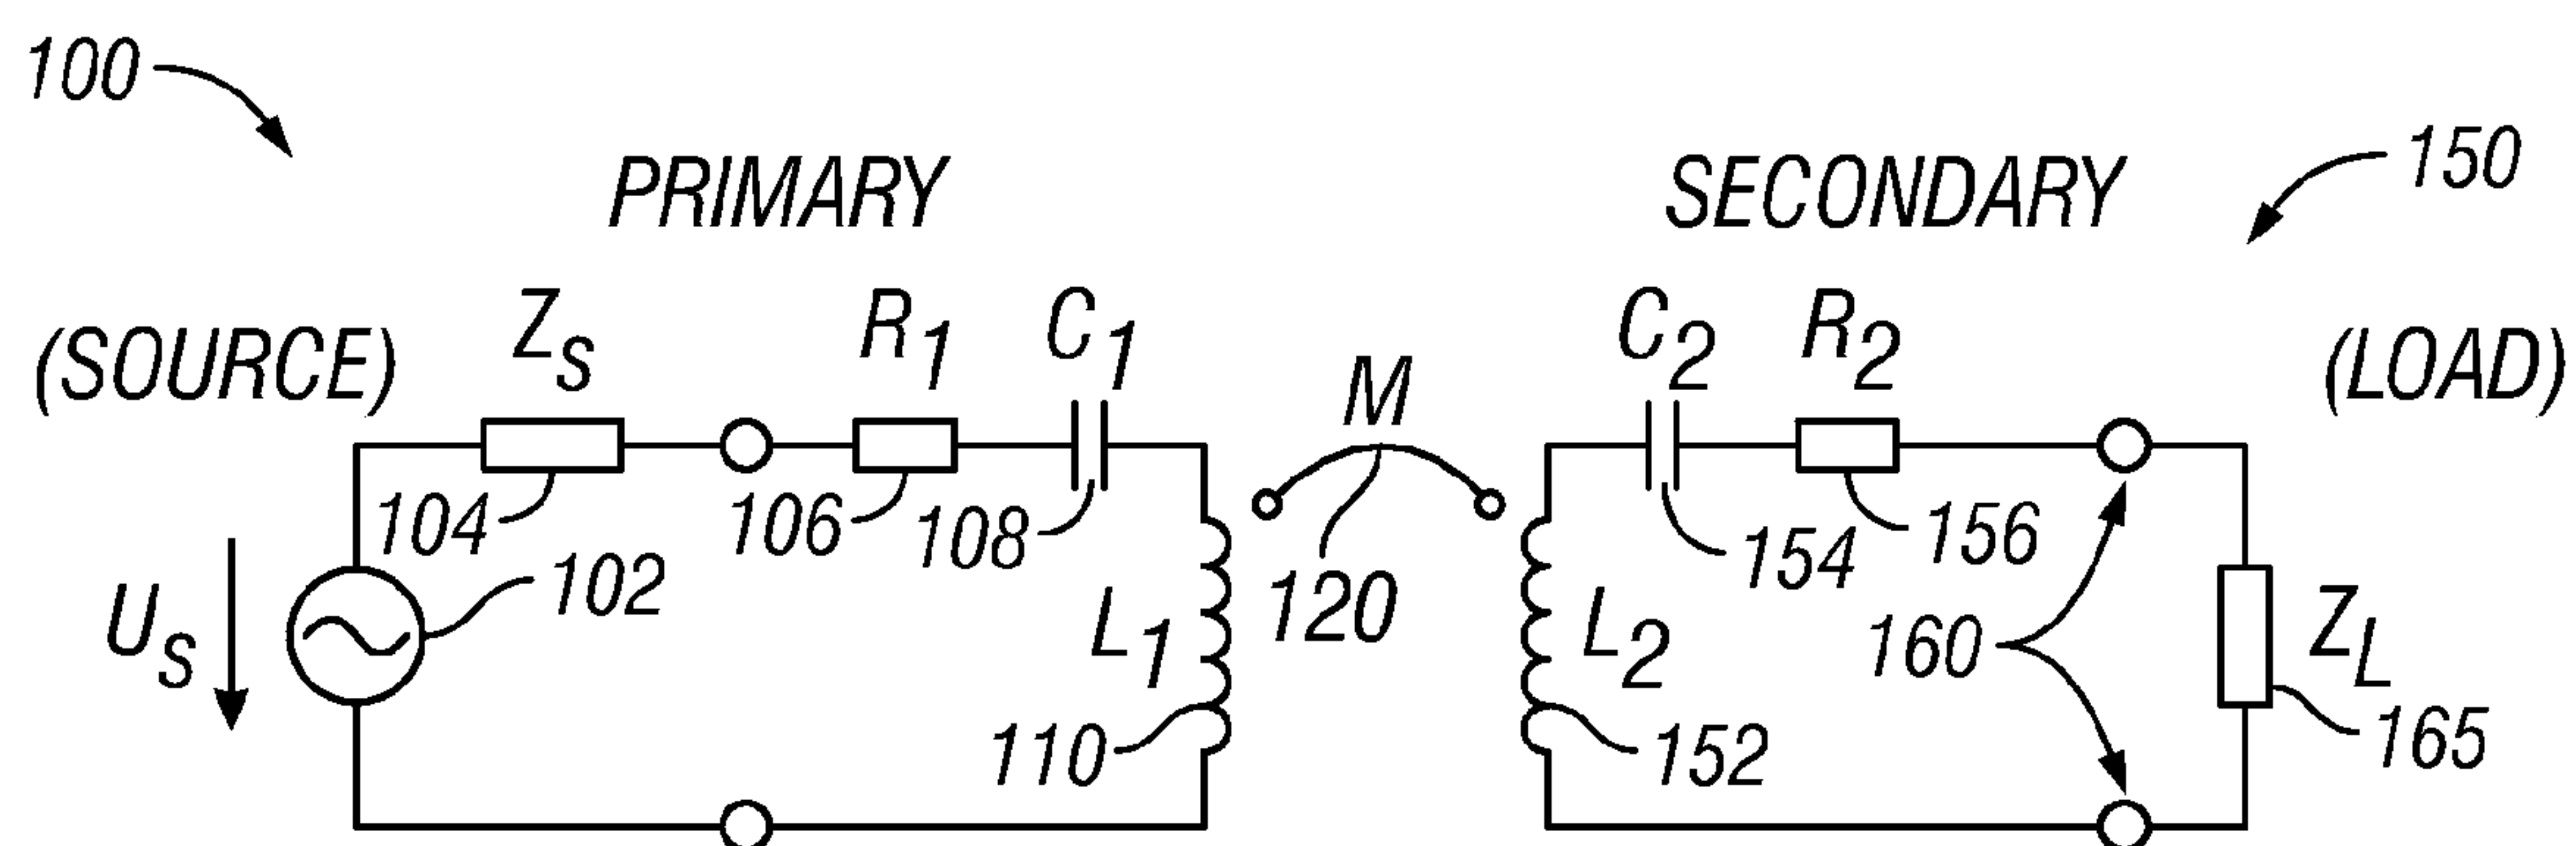 100
PRIMARY
SECONDARY
150
(SOURCE)
ZS
R1
C1
M
C2
R2
(LOAD)
104
106
108
120
154
156
US
102
L1
L2
160
ZL
110
152
165